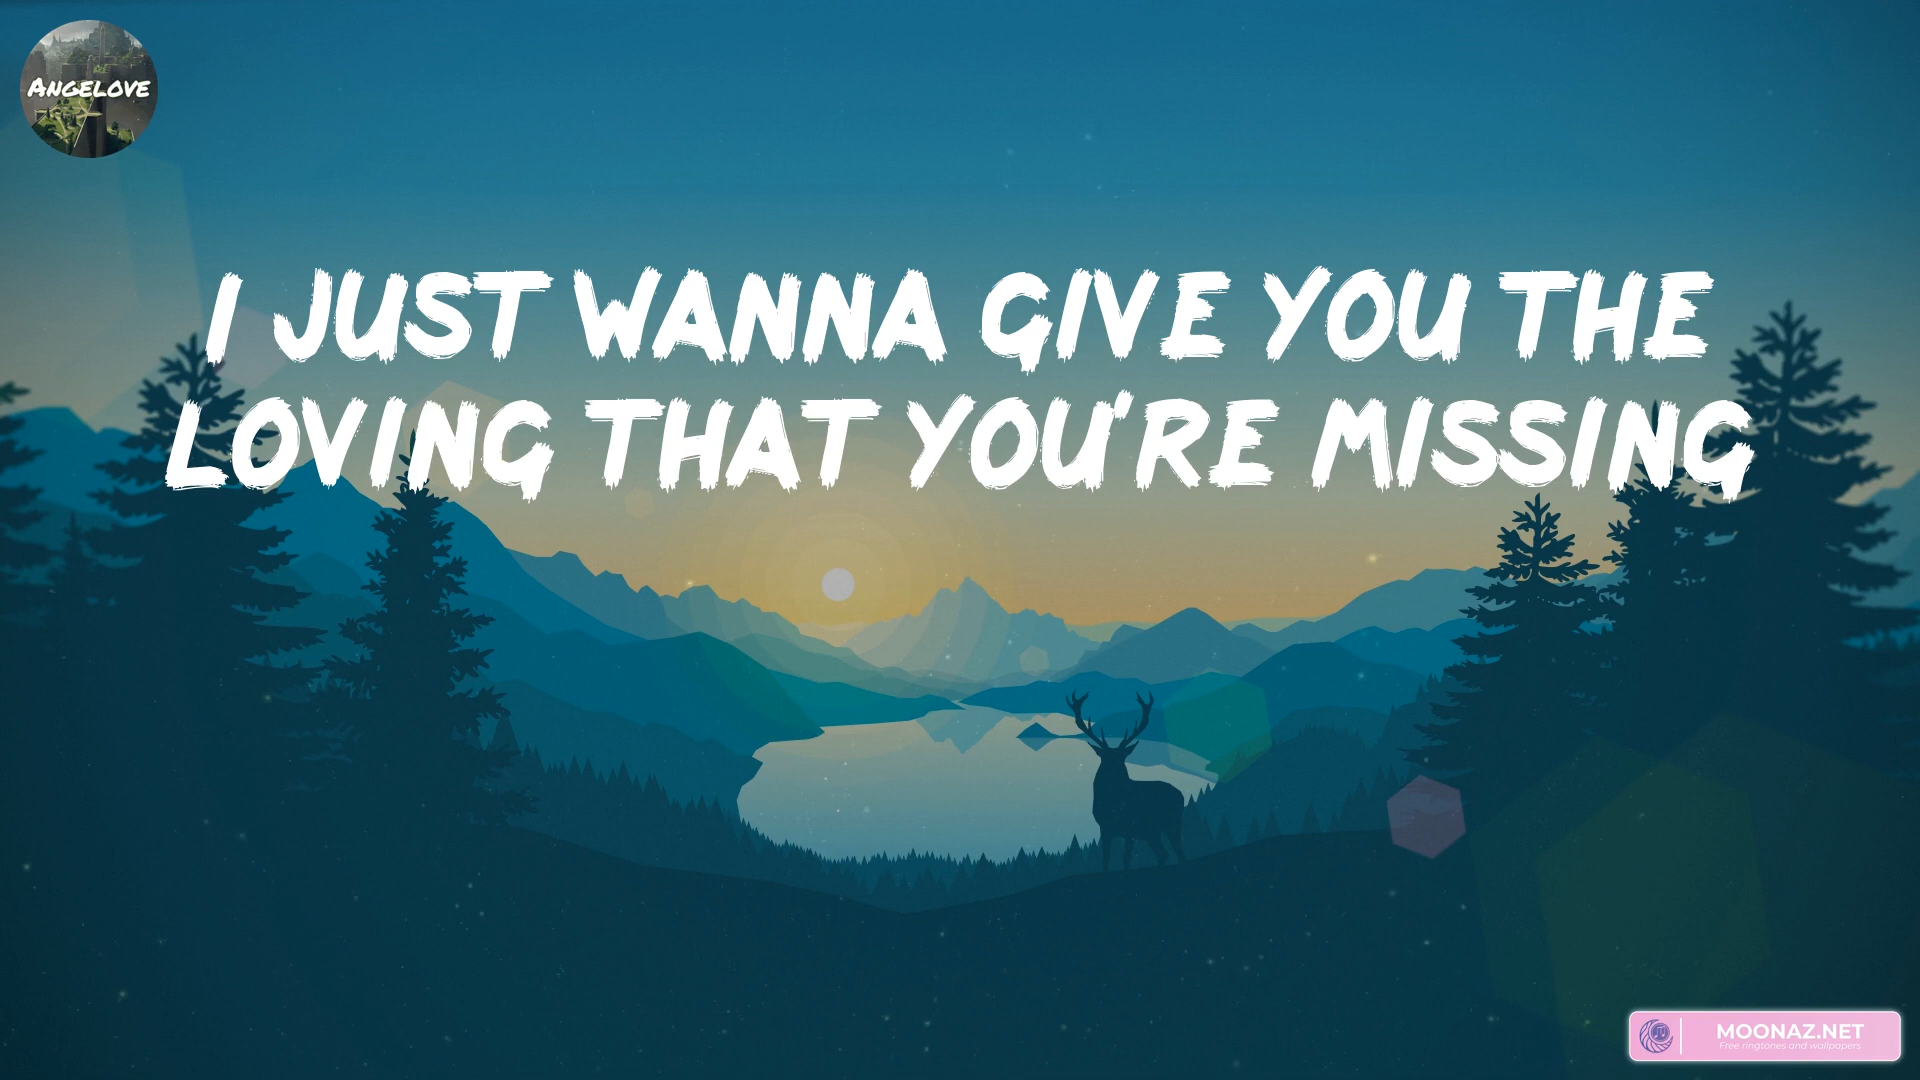 ANGELOVE
I JUST WANNA GIVE YOU THE
LOVING THAT YOU'RE MISSING
MOONAZ.NET
Free ringtones and wallpapers